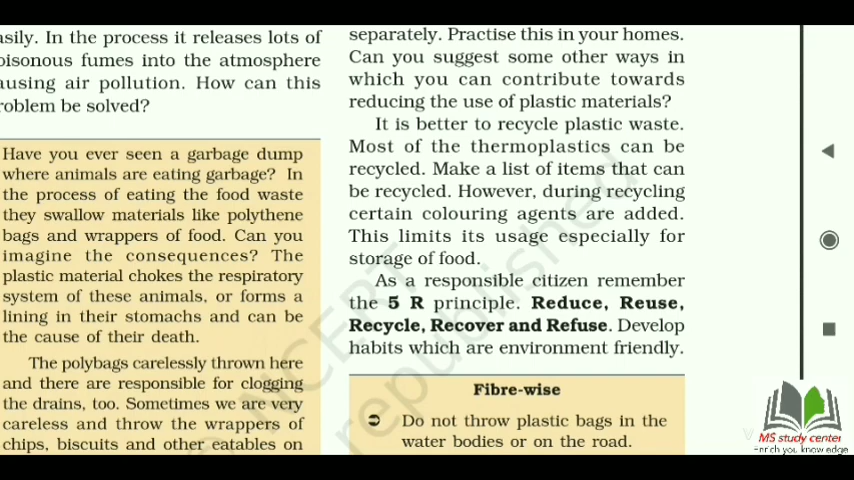 asily. In the process it releases lots of
oisonous fumes into the atmosphere
ausing air pollution. How can this
roblem be solved?
Have you ever seen a garbage dump
where animals are eating garbage? In
the process of eating the food waste
they swallow materials like polythene
bags and wrappers of food. Can you
imagine the consequences? The
plastic material chokes the respiratory
system of these animals, or forms a
lining in their stomachs and can be
the cause of their death.
The polybags carelessly thrown here
and there are responsible for clogging
the drains, too. Sometimes we are very
careless and throw the wrappers of
chips, biscuits and other eatables on
separately. Practise this in your homes.
Can you suggest some other ways in
which you can contribute towards
reducing the use of plastic materials?
It is better to recycle plastic waste.
Most of the thermoplastics can be
recycled. Make a list of items that can
be recycled. However, during recycling
certain colouring agents are added.
This limits its usage especially for
storage of food.
As a responsible citizen remember
the 5 R principle. Reduce, Reuse,
Recycle, Recover and Refuse. Develop
habits which are environment friendly.
Fibre-wise
Do not throw plastic bags in the
water bodies or on the road.
© NCERT
republished
MS study center
Enrich you knowledge